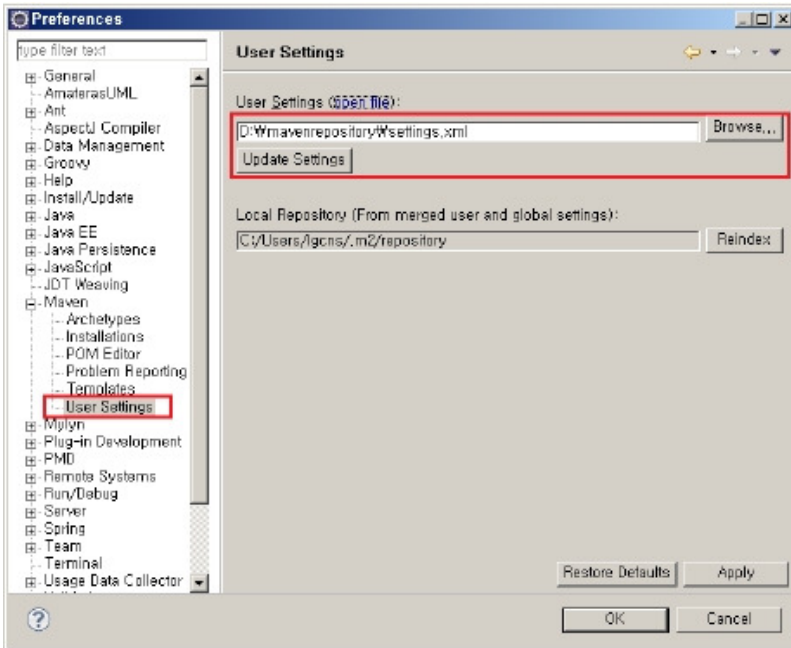 Preferences
type filter text
General
AmaterasUML
Ant
AspectJ Compiler
Data Management
Groovy
Help
Install/Update
Java
Java EE
Java Persistence
JavaScript
JDT Weaving
Maven
Archetypes
Installations
POM Editor
Problem Reporting
Templates
User Settings
Mylyn
Plug-in Development
PMD
Remote Systems
Run/Debug
Server
Spring
Team
Terminal
Usage Data Collector
User Settings
User Settings (open file):
D:₩mavenrepository₩settings.xml
Browse...
Update Settings
Local Repository (From merged user and global settings):
C:/Users/lgcns/.m2/repository
Reindex
Restore Defaults
Apply
OK
Cancel